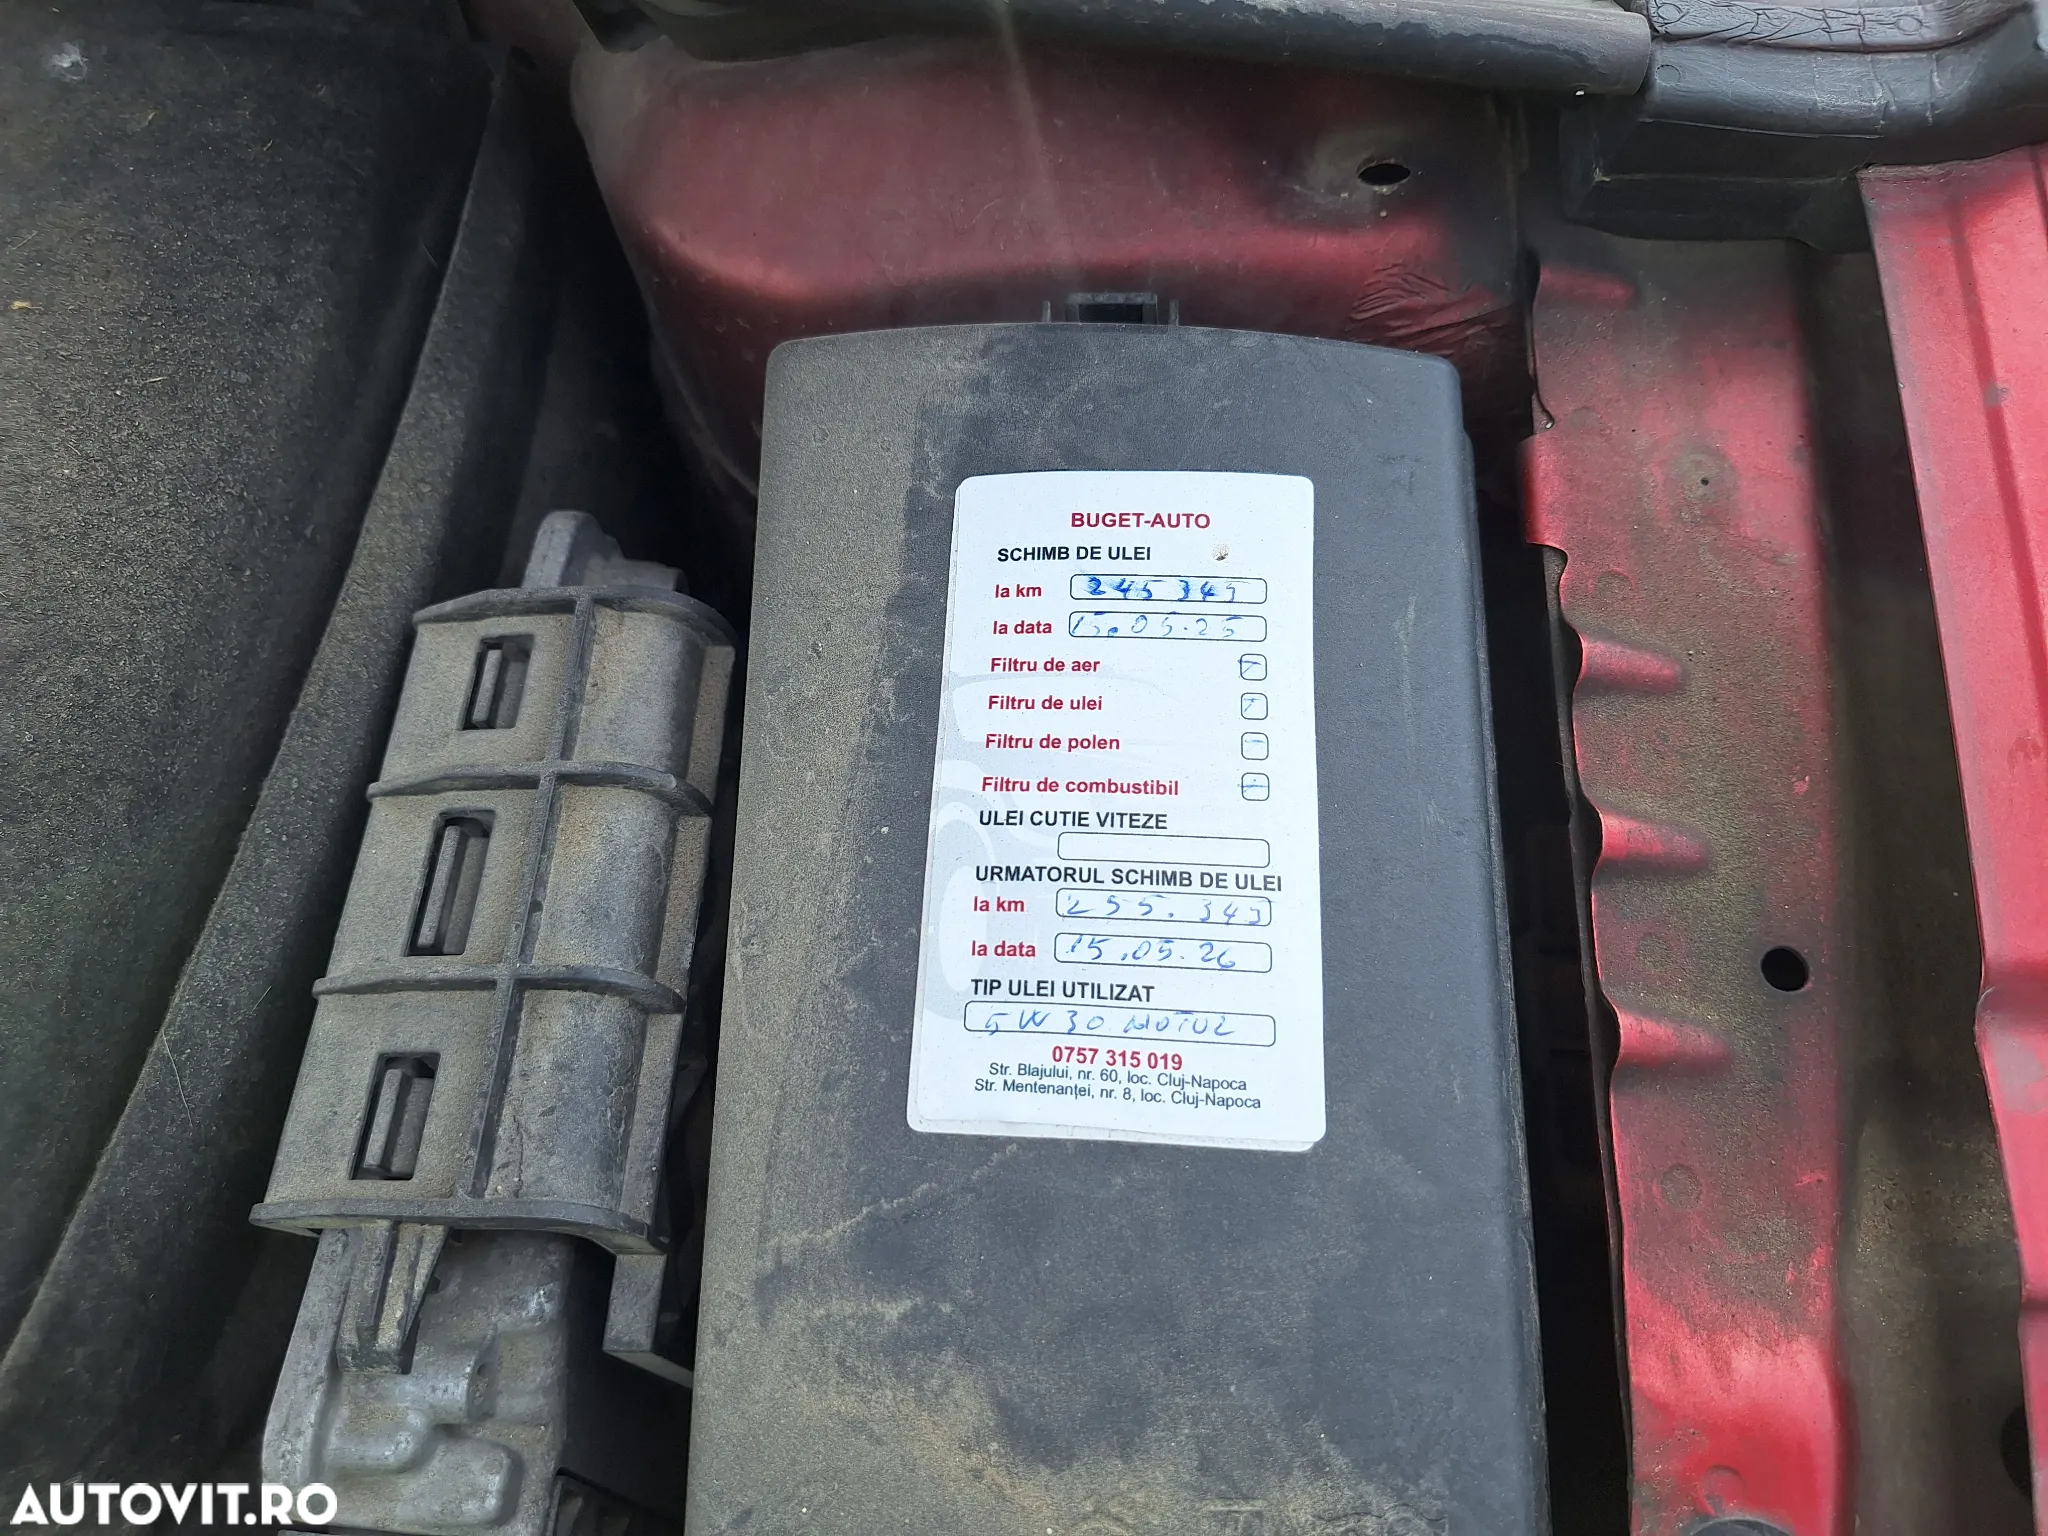 BUGET-AUTO
SCHIMB DE ULEI
la km 245 345
la data 15.05.25
Filtru de aer
Filtru de ulei
Filtru de polen
Filtru de combustibil
ULEI CUTIE VITEZE
URMATORUL SCHIMB DE ULEI
la km 255.345
la data 15.05.26
TIP ULEI UTILIZAT
5W30 MOTUL
0757 315 019
Str. Blajului, nr. 60, loc. Cluj-Napoca
Str. Mentenanței, nr. 8, loc. Cluj-Napoca
AUTOVIT.RO